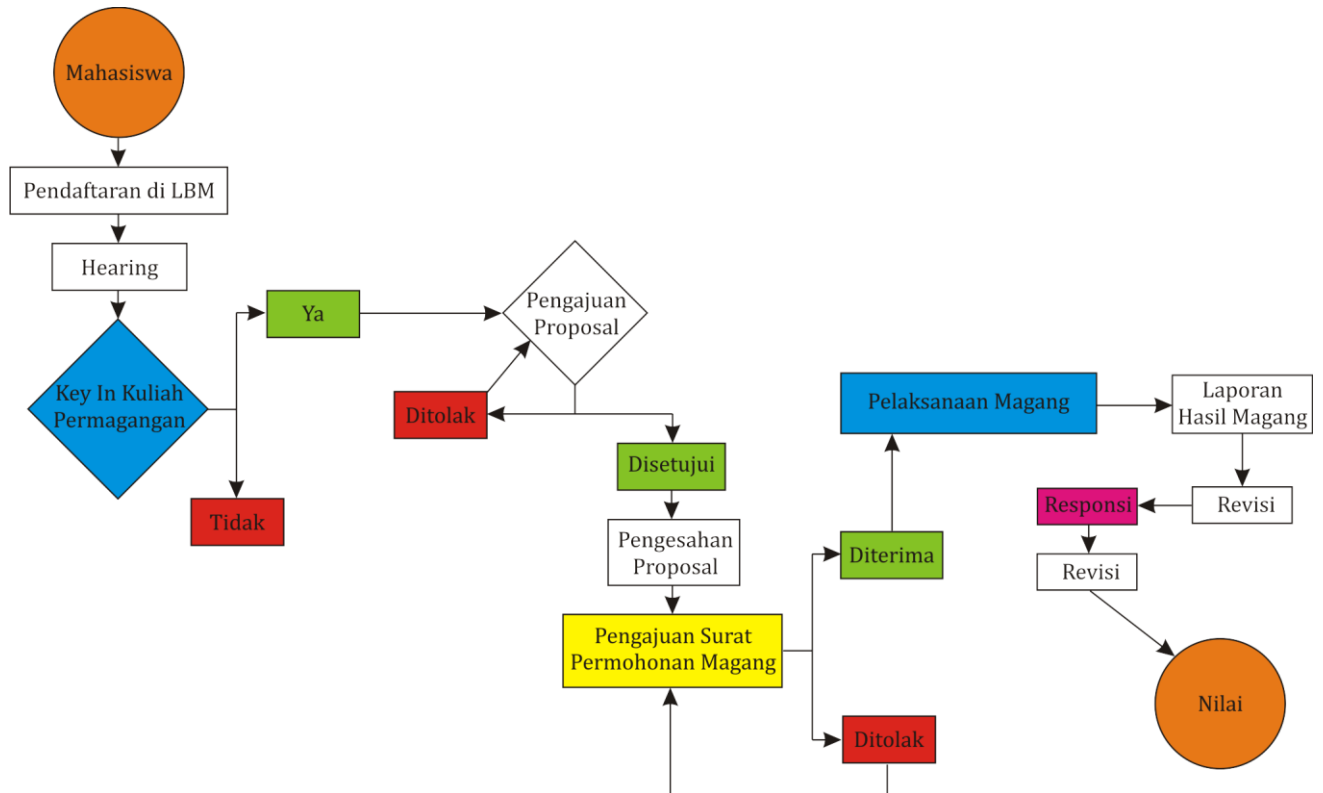 Mahasiswa
Pendaftaran di LBM
Hearing
Key In Kuliah
Permagangan
Ya
Tidak
Pengajuan
Proposal
Ditolak
Disetujui
Pengesahan
Proposal
Pengajuan Surat
Permohonan Magang
Diterima
Ditolak
Pelaksanaan Magang
Laporan
Hasil Magang
Revisi
Responsi
Revisi
Nilai